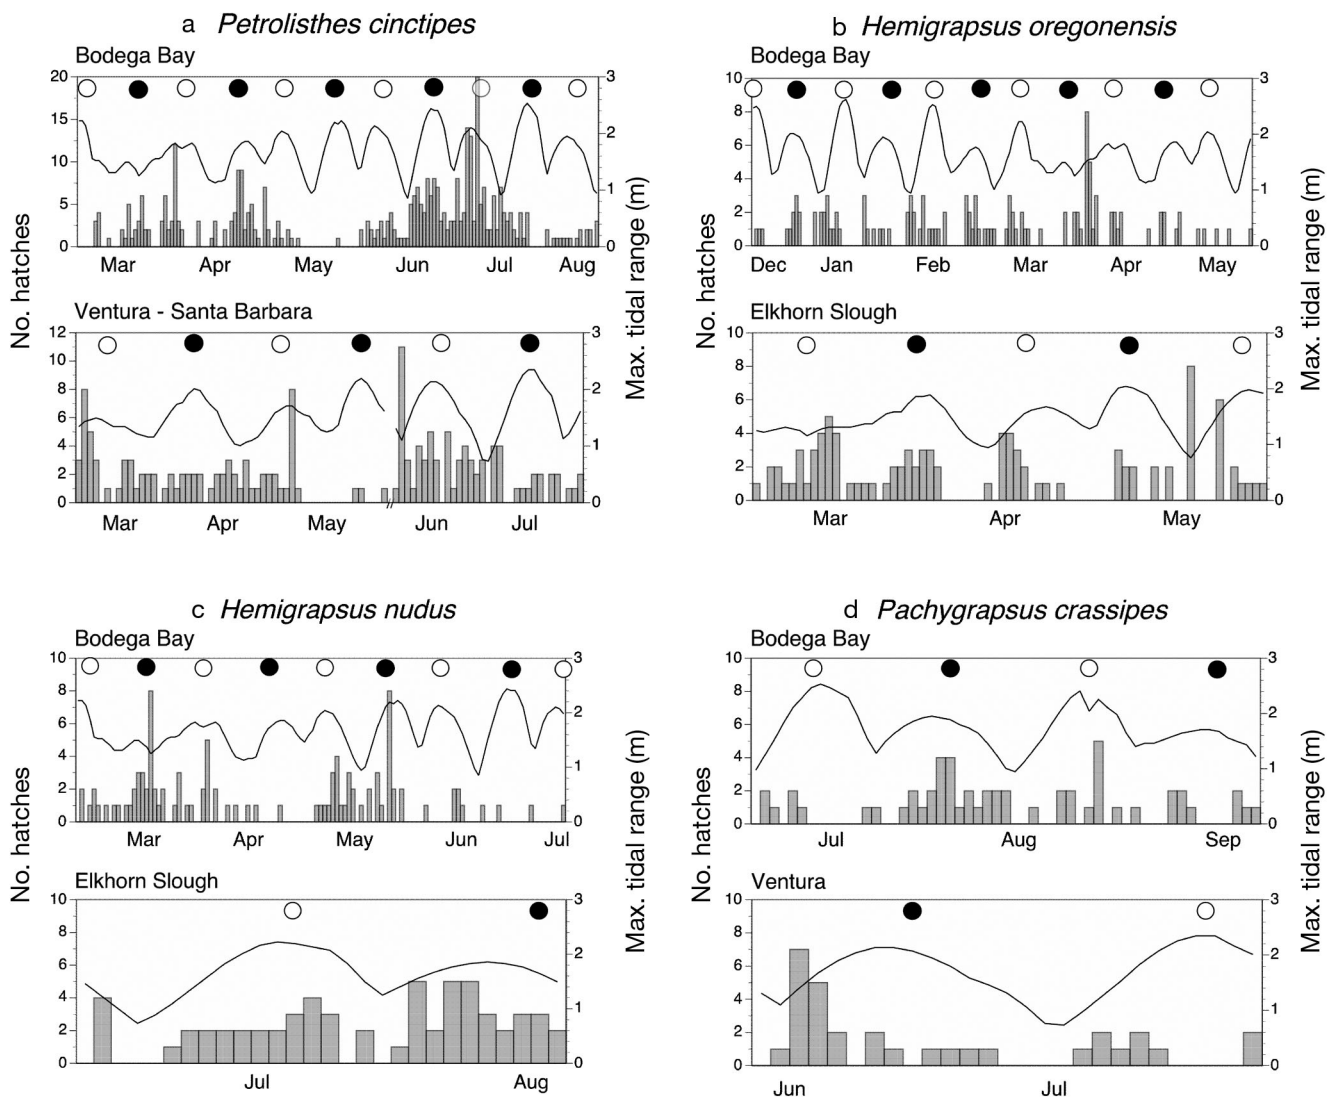 a Petrolisthes cinctipes
Bodega Bay
20
15
10
5
0
3
2
1
0
Mar Apr May Jun Jul Aug
Ventura - Santa Barbara
12
10
8
6
4
2
0
3
2
1
0
Mar Apr May Jun Jul
No. hatches
Max. tidal range (m)
b Hemigrapsus oregonensis
Bodega Bay
10
8
6
4
2
0
3
2
1
0
Dec Jan Feb Mar Apr May
Elkhorn Slough
10
8
6
4
2
0
3
2
1
0
Mar Apr May
No. hatches
Max. tidal range (m)
c Hemigrapsus nudus
Bodega Bay
10
8
6
4
2
0
3
2
1
0
Mar Apr May Jun Jul
Elkhorn Slough
10
8
6
4
2
0
3
2
1
0
Jul Aug
No. hatches
Max. tidal range (m)
d Pachygrapsus crassipes
Bodega Bay
10
8
6
4
2
0
3
2
1
0
Jul Aug Sep
Ventura
10
8
6
4
2
0
3
2
1
0
Jun Jul
No. hatches
Max. tidal range (m)